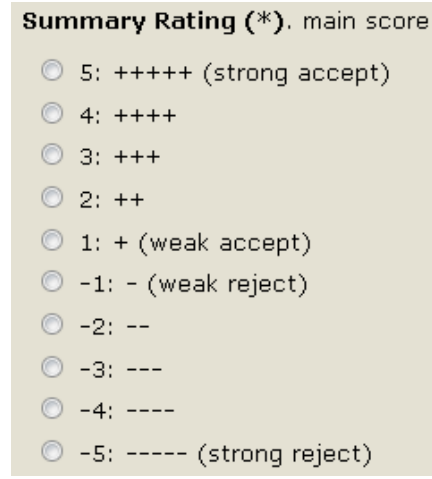 Summary Rating (*). main score
5: +++++ (strong accept)
4: ++++
3: +++
2: ++
1: + (weak accept)
-1: - (weak reject)
-2: --
-3: ---
-4: ----
-5: ----- (strong reject)